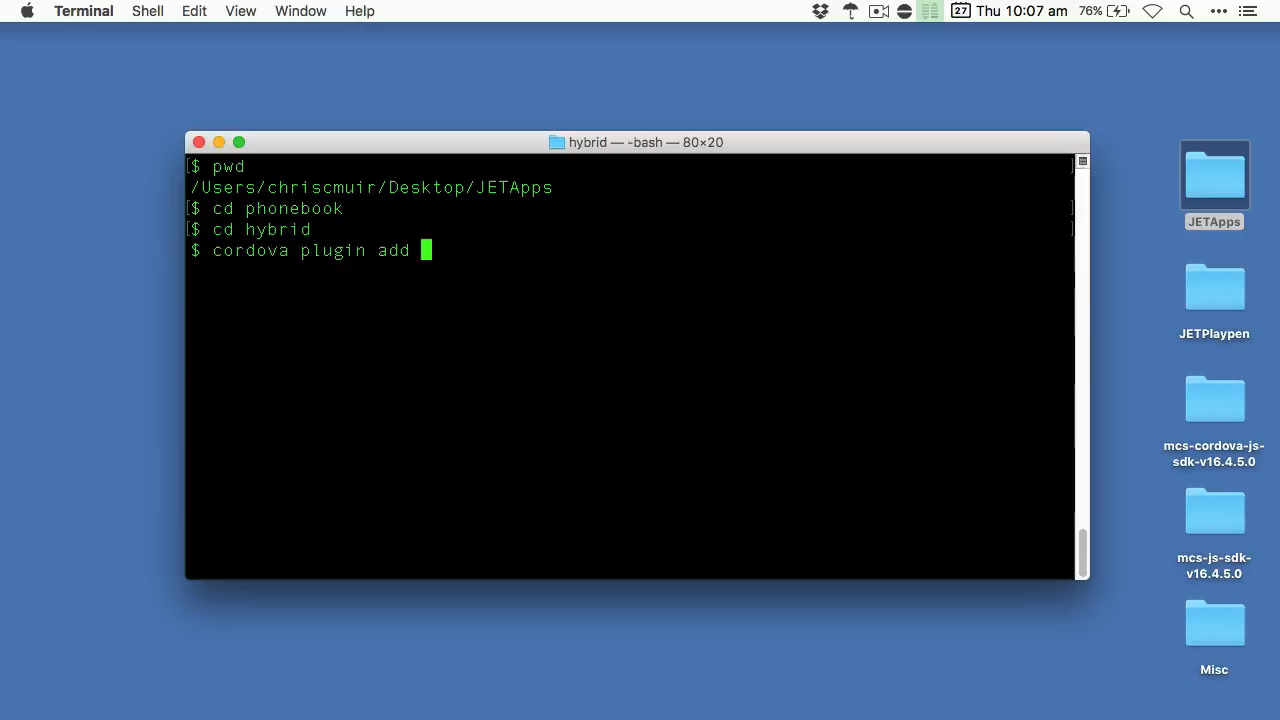 Terminal Shell Edit View Window Help 27 Thu 10:07 am 76%
hybrid — -bash — 80×20
[$ pwd ]
/Users/chriscmuir/Desktop/JETApps
[$ cd phonebook ]
[$ cd hybrid ]
$ cordova plugin add
JETApps
JETPlaypen
mcs-cordova-js-
sdk-v16.4.5.0
mcs-js-sdk-
v16.4.5.0
Misc